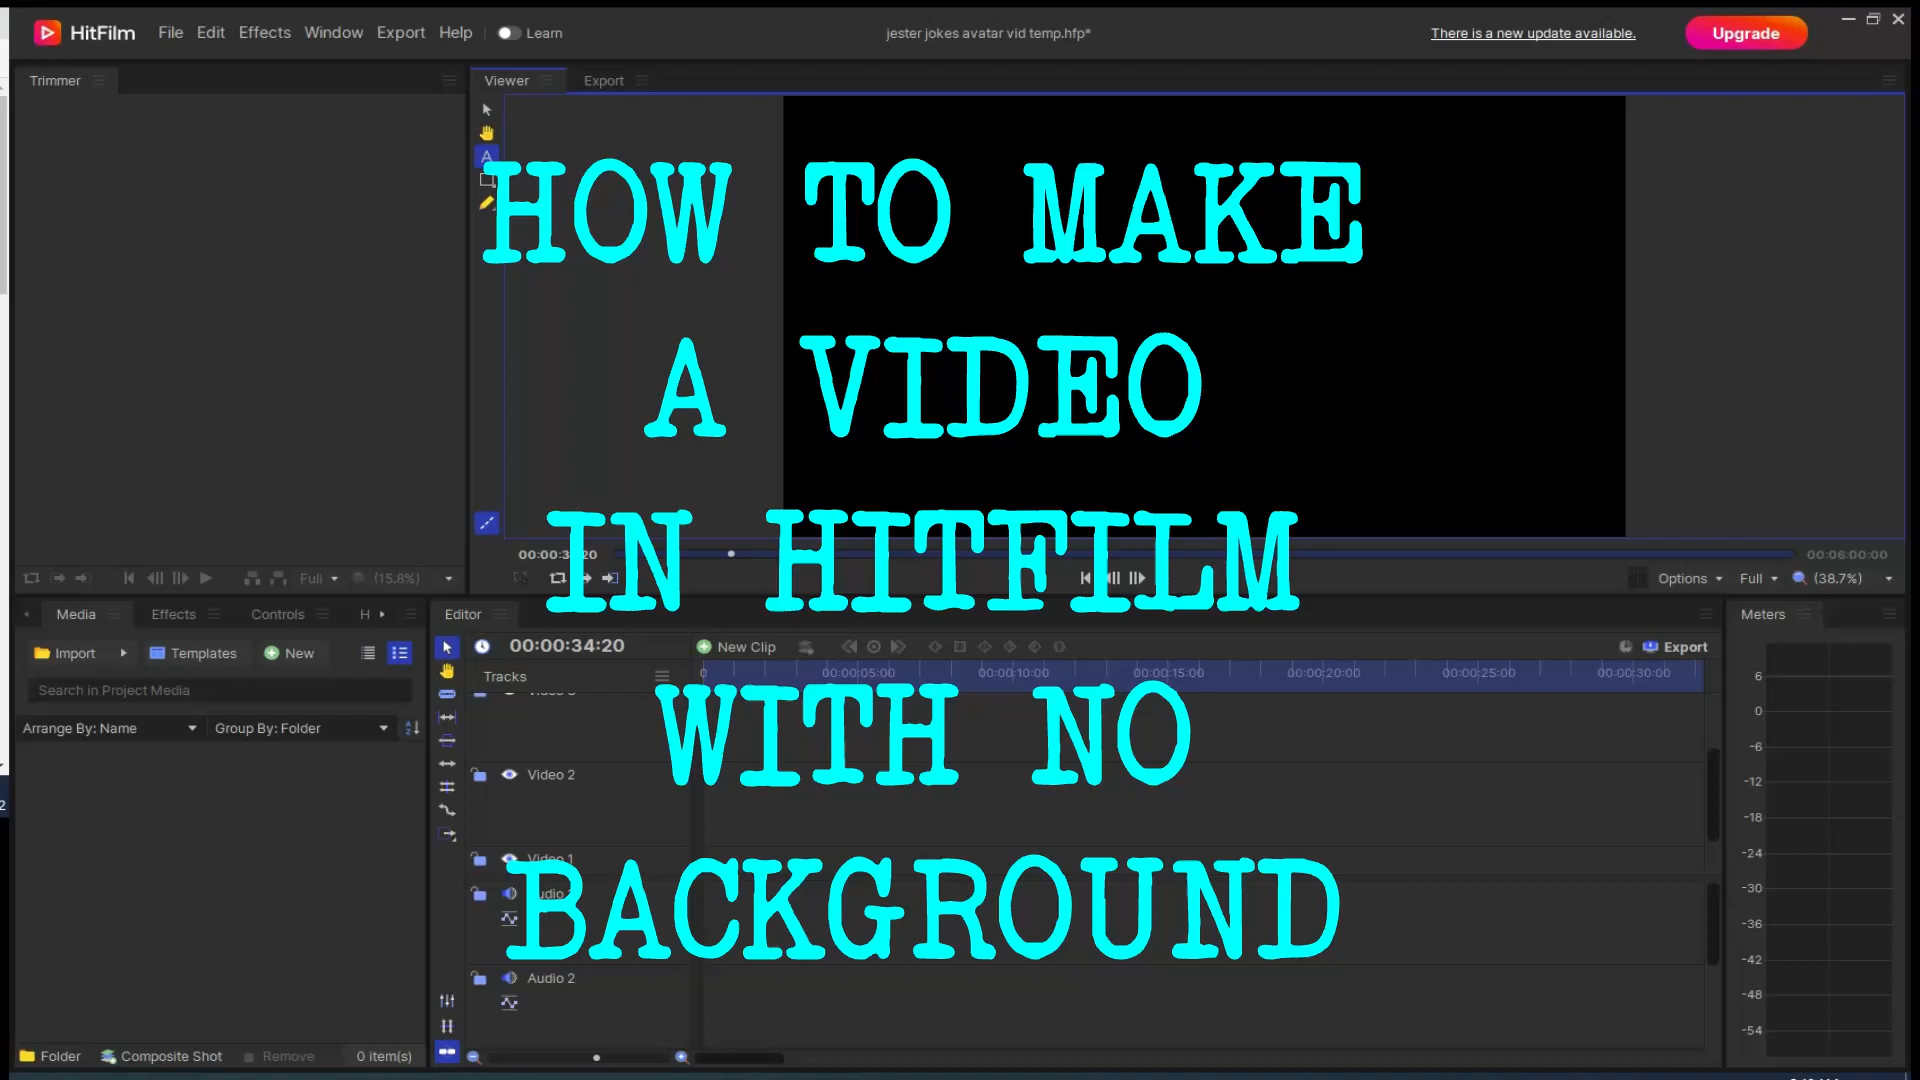 HitFilm File Edit Effects Window Export Help Learn jester jokes avatar vid temp.hfp* There is a new update available. Upgrade
Trimmer Viewer Export
HOW TO MAKE
A VIDEO
IN HITFILM
WITH NO
BACKGROUND
00:06:00:00
Full (15.8%) Options Full (38.7%)
Media Effects Controls H Editor Meters
Import Templates New 00:00:34:20 New Clip Export
Search in Project Media Tracks 0 00:00:05:00 00:00:10:00 00:00:15:00 00:00:20:00 00:00:25:00 00:00:30:00
Arrange By: Name Group By: Folder
Video 2
Video 1
Audio 2
6
0
-6
-12
-18
-24
-30
-36
-42
-48
-54
Folder Composite Shot Remove 0 item(s)